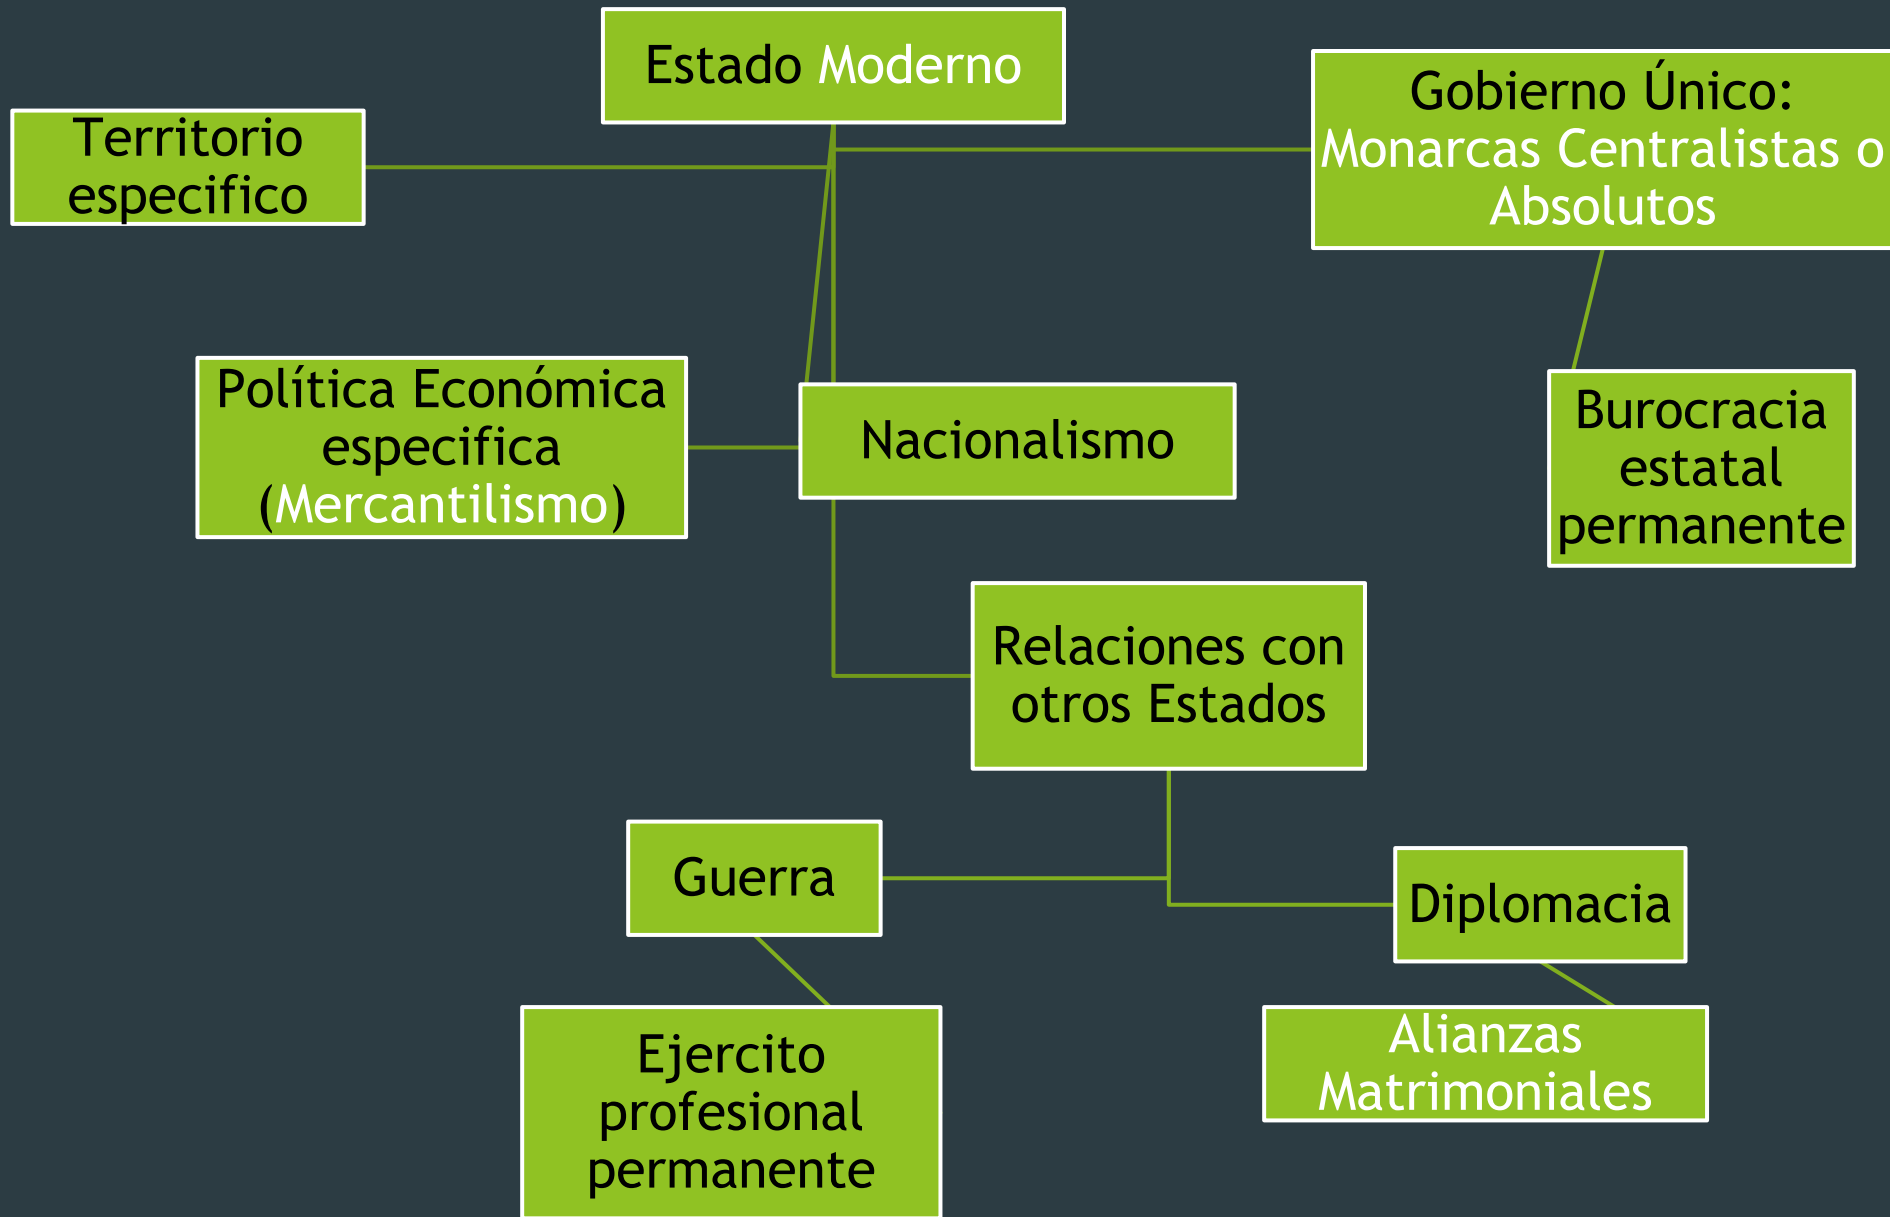 Estado Moderno
Gobierno Único:
Monarcas Centralistas o
Absolutos
Territorio
especifico
Política Económica
especifica
(Mercantilismo)
Nacionalismo
Burocracia
estatal
permanente
Relaciones con
otros Estados
Guerra
Diplomacia
Ejercito
profesional
permanente
Alianzas
Matrimoniales